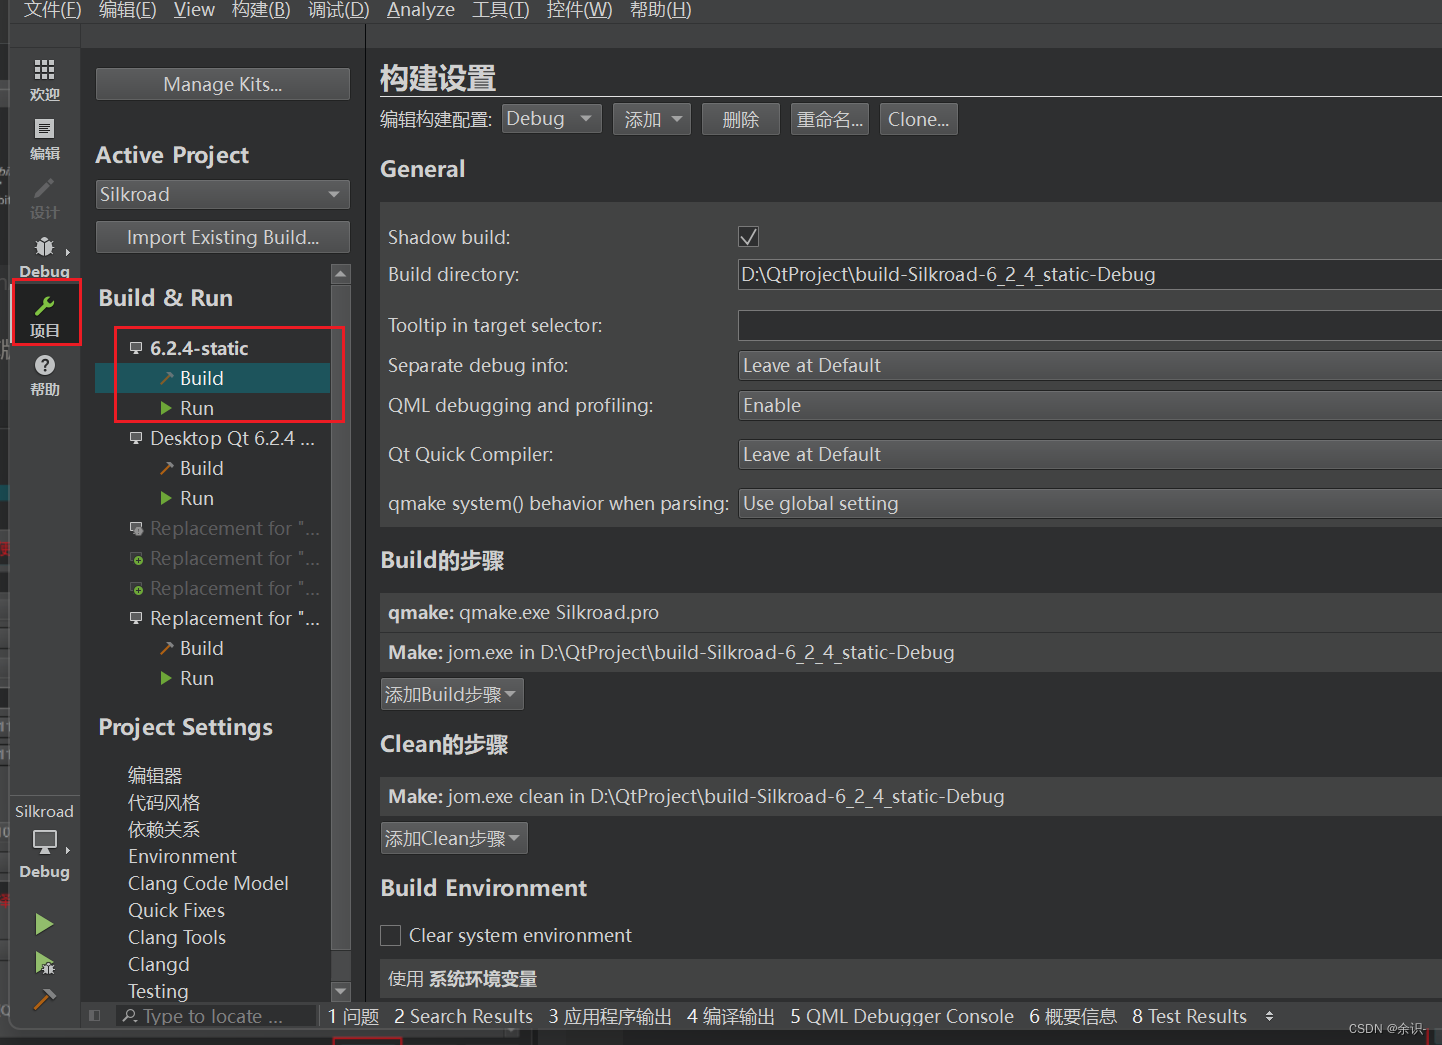 文件(F) 编辑(E) View 构建(B) 调试(D) Analyze 工具(T) 控件(W) 帮助(H)
欢迎
编辑
设计
Debug
项目
帮助
Silkroad
Debug
Manage Kits...
Active Project
Silkroad
Import Existing Build...
Build & Run
6.2.4-static
Build
Run
Desktop Qt 6.2.4 ...
Build
Run
Replacement for "...
Replacement for "...
Replacement for "...
Replacement for "...
Build
Run
Project Settings
编辑器
代码风格
依赖关系
Environment
Clang Code Model
Quick Fixes
Clang Tools
Clangd
Testing
构建设置
编辑构建配置: Debug 添加 删除 重命名... Clone...
General
Shadow build:
Build directory: D:\QtProject\build-Silkroad-6_2_4_static-Debug
Tooltip in target selector:
Separate debug info: Leave at Default
QML debugging and profiling: Enable
Qt Quick Compiler: Leave at Default
qmake system() behavior when parsing: Use global setting
Build的步骤
qmake: qmake.exe Silkroad.pro
Make: jom.exe in D:\QtProject\build-Silkroad-6_2_4_static-Debug
添加Build步骤
Clean的步骤
Make: jom.exe clean in D:\QtProject\build-Silkroad-6_2_4_static-Debug
添加Clean步骤
Build Environment
Clear system environment
使用 系统环境变量
Type to locate ... 1 问题 2 Search Results 3 应用程序输出 4 编译输出 5 QML Debugger Console 6 概要信息 8 Test Results
CSDN @余识-